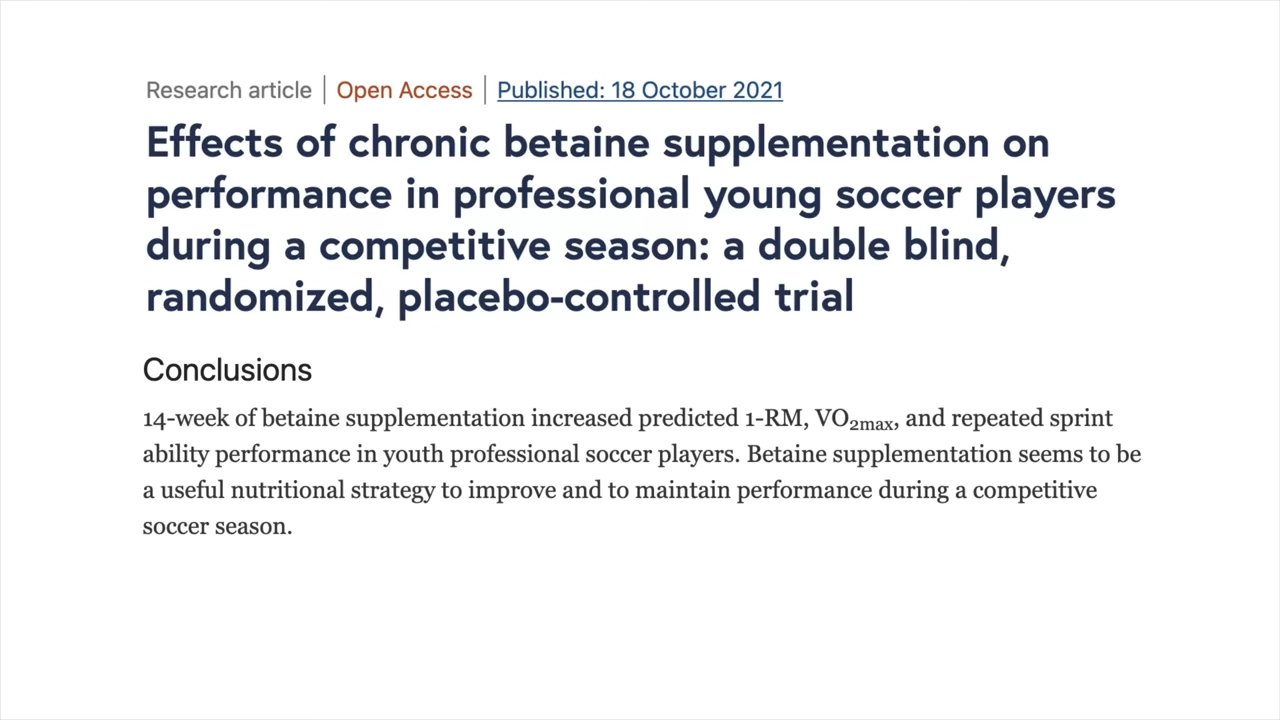 Research article | Open Access | Published: 18 October 2021
Effects of chronic betaine supplementation on
performance in professional young soccer players
during a competitive season: a double blind,
randomized, placebo-controlled trial
Conclusions
14-week of betaine supplementation increased predicted 1-RM, VO2max, and repeated sprint
ability performance in youth professional soccer players. Betaine supplementation seems to be
a useful nutritional strategy to improve and to maintain performance during a competitive
soccer season.